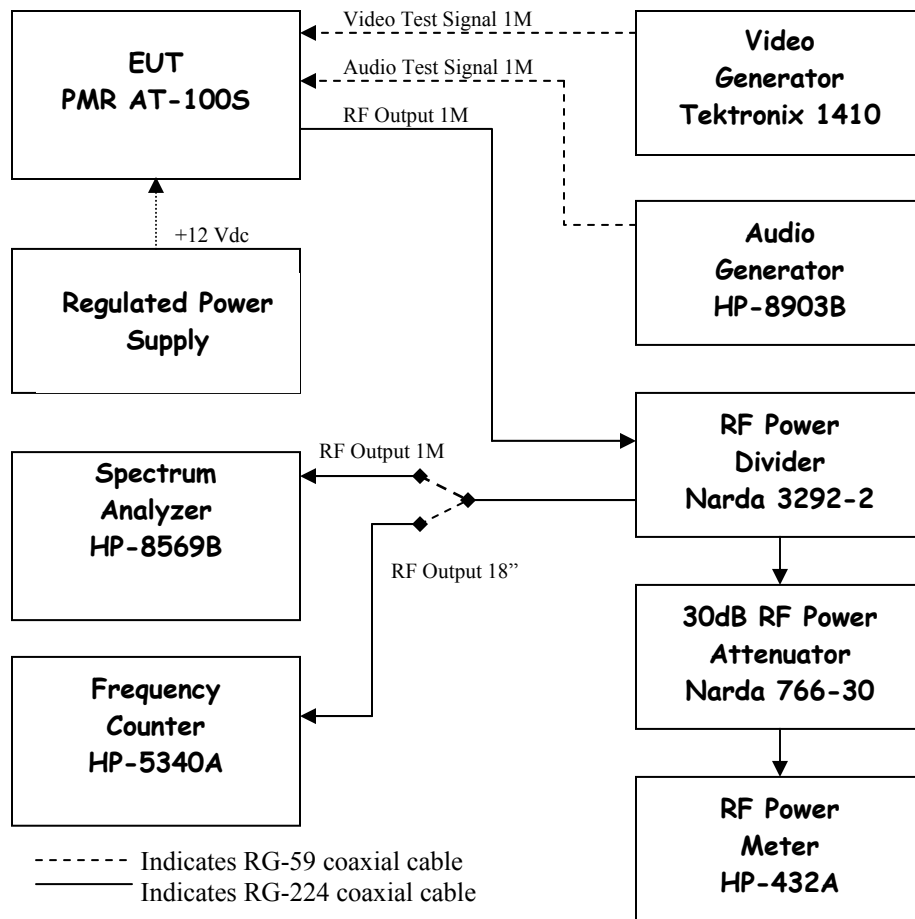 Video Test Signal 1M
EUT
PMR AT-100S
Audio Test Signal 1M
RF Output 1M
Video
Generator
Tektronix 1410
+12 Vdc
Regulated Power
Supply
Audio
Generator
HP-8903B
RF Output 1M
Spectrum
Analyzer
HP-8569B
RF Output 18”
RF Power
Divider
Narda 3292-2
30dB RF Power
Attenuator
Narda 766-30
Frequency
Counter
HP-5340A
RF Power
Meter
HP-432A
Indicates RG-59 coaxial cable
Indicates RG-224 coaxial cable